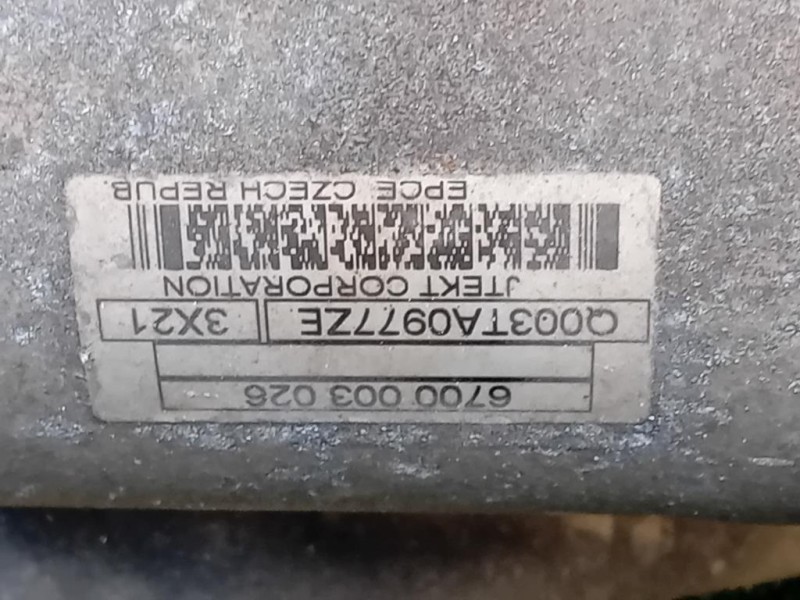 6700 003 026
Q003TA0977ZE 3X21
JTEKT CORPORATION
EPCE CZECH REPUB